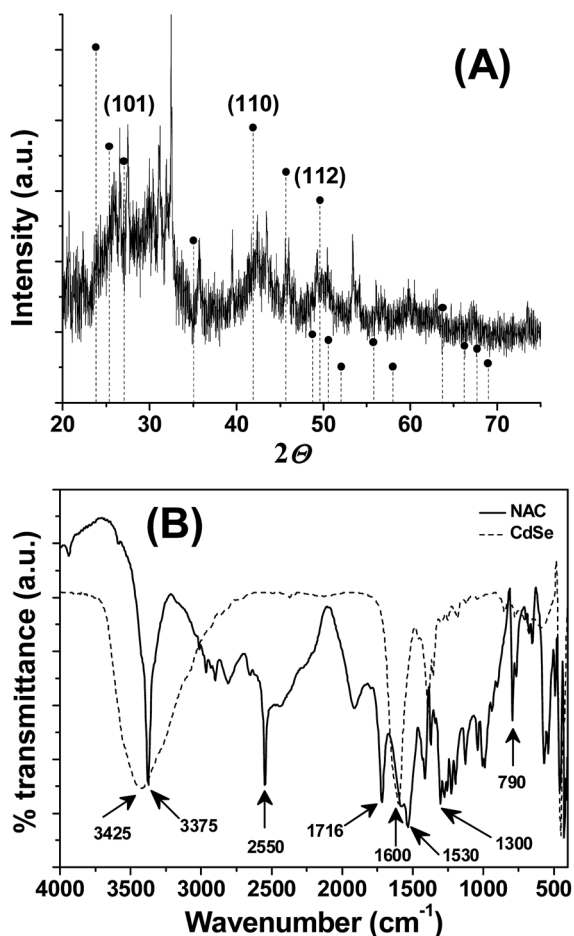 (A)
(101)
(110)
(112)
Intensity (a.u.)
20 30 40 50 60 70
2Θ
(B)
NAC
CdSe
% transmittance (a.u.)
3425
3375
2550
1716
1600
1530
1300
790
4000 3500 3000 2500 2000 1500 1000 500
Wavenumber (cm-1)